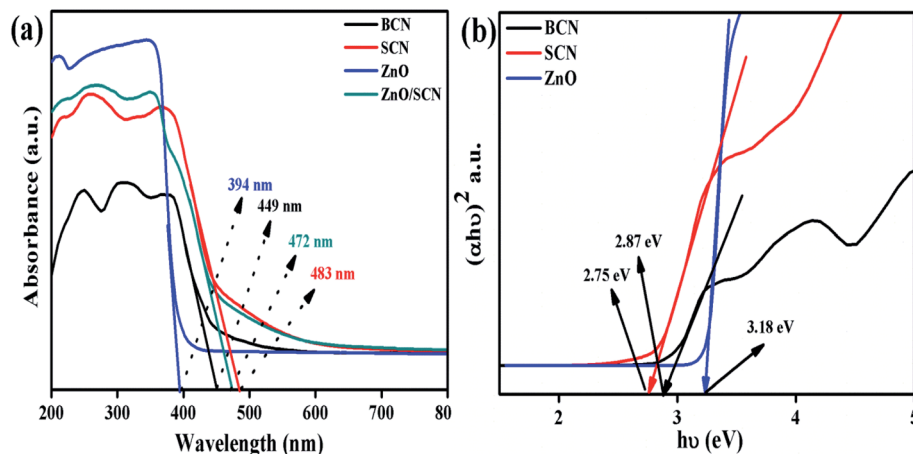 (a)
BCN
SCN
ZnO
ZnO/SCN
394 nm
449 nm
472 nm
483 nm
Absorbance (a.u.)
200 300 400 500 600 700 80
Wavelength (nm)
(b)
BCN
SCN
ZnO
2.87 eV
2.75 eV
3.18 eV
(αhυ)² a.u.
2 3 4 5
hυ (eV)